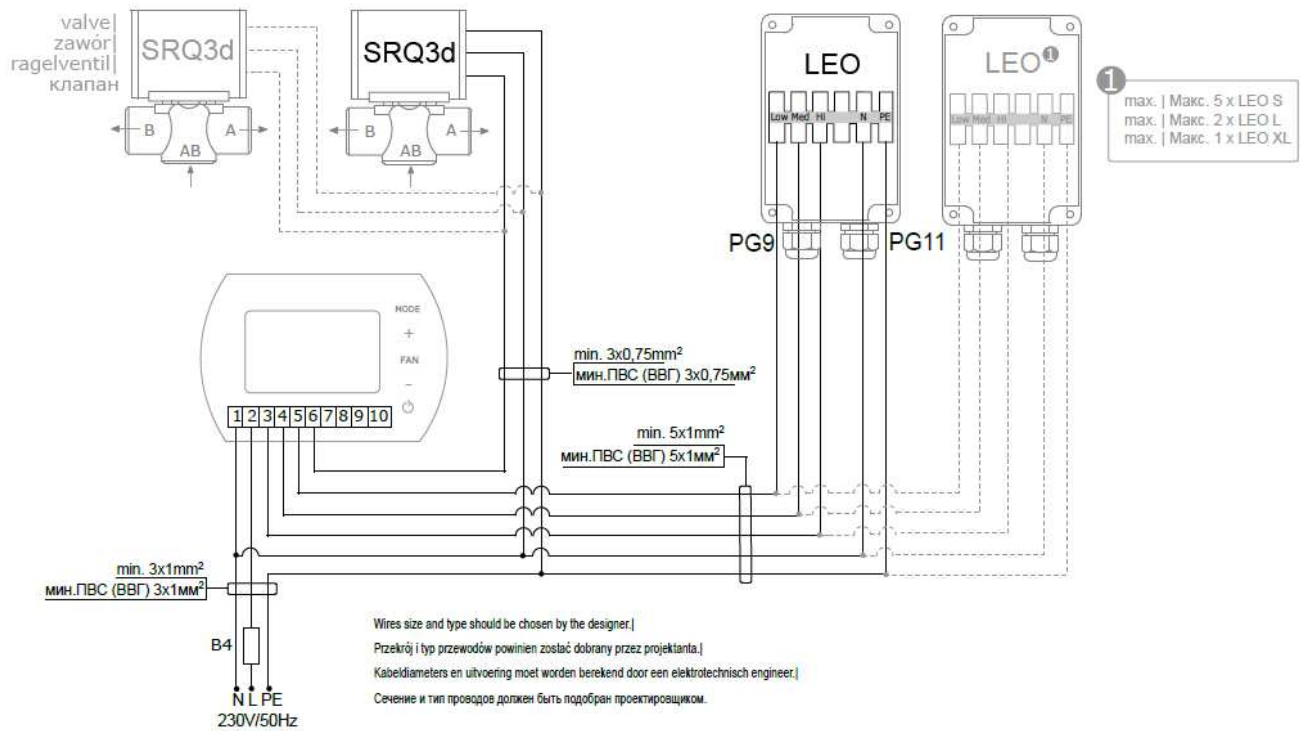 valve|
zawór|
ragelventil|
клапан
SRQ3d
SRQ3d
B
A
AB
B
A
AB
LEO
Low Med Hi N PE
LEO❶
Low Med Hi N PE
1
max. | Макс. 5 x LEO S
max. | Макс. 2 x LEO L
max. | Макс. 1 x LEO XL
PG9
PG11
MODE
+
FAN
-
1 2 3 4 5 6 7 8 9 10
min. 3x0,75mm²
мин.ПВС (ВВГ) 3x0,75мм²
min. 5x1mm²
мин.ПВС (ВВГ) 5x1мм²
min. 3x1mm²
мин.ПВС (ВВГ) 3x1мм²
B4
N L PE
230V/50Hz
Wires size and type should be chosen by the designer.|
Przekrój i typ przewodów powinien zostać dobrany przez projektanta.|
Kabeldiameters en uitvoering moet worden berekend door een elektrotechnisch engineer.|
Сечение и тип проводов должен быть подобран проектировщиком.